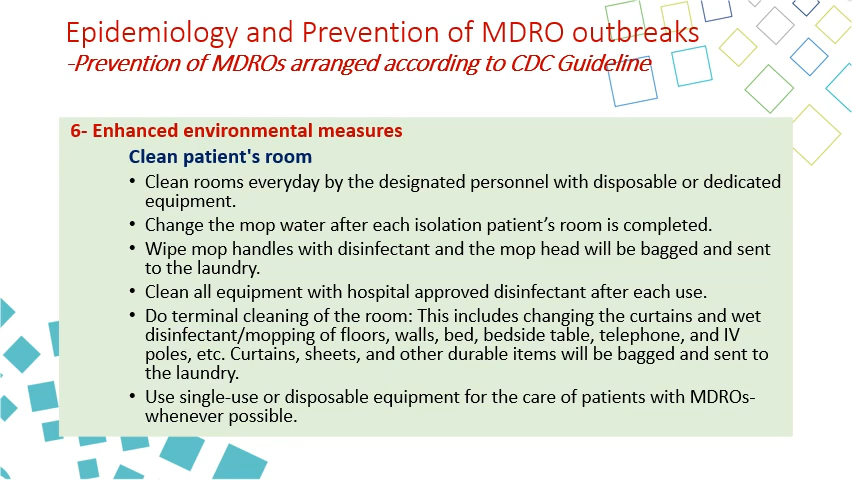 Epidemiology and Prevention of MDRO outbreaks
-Prevention of MDROs arranged according to CDC Guideline
6- Enhanced environmental measures
Clean patient's room
• Clean rooms everyday by the designated personnel with disposable or dedicated
equipment.
• Change the mop water after each isolation patient’s room is completed.
• Wipe mop handles with disinfectant and the mop head will be bagged and sent
to the laundry.
• Clean all equipment with hospital approved disinfectant after each use.
• Do terminal cleaning of the room: This includes changing the curtains and wet
disinfectant/mopping of floors, walls, bed, bedside table, telephone, and IV
poles, etc. Curtains, sheets, and other durable items will be bagged and sent to
the laundry.
• Use single-use or disposable equipment for the care of patients with MDROs-
whenever possible.